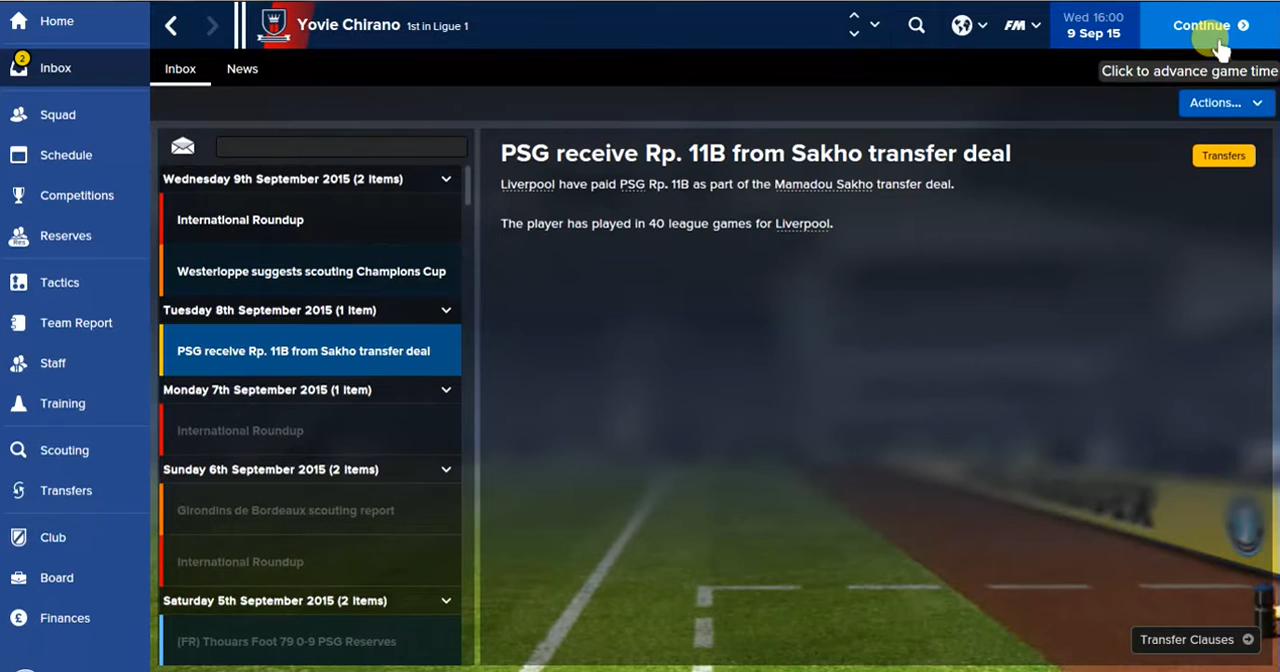 Home
2
Inbox
Squad
Schedule
Competitions
Res
Reserves
Tactics
Team Report
Staff
Training
Scouting
Transfers
Club
Board
£
Finances
Yovie Chirano 1st in Ligue 1
FM
Wed 16:00
9 Sep 15
Continue
Click to advance game time
Inbox News
Actions...
Wednesday 9th September 2015 (2 Items)
International Roundup
Westerloppe suggests scouting Champions Cup
Tuesday 8th September 2015 (1 Item)
PSG receive Rp. 11B from Sakho transfer deal
Monday 7th September 2015 (1 Item)
International Roundup
Sunday 6th September 2015 (2 Items)
Girondins de Bordeaux scouting report
International Roundup
Saturday 5th September 2015 (2 Items)
(FR) Thouars Foot 79 0-9 PSG Reserves
PSG receive Rp. 11B from Sakho transfer deal
Transfers
Liverpool have paid PSG Rp. 11B as part of the Mamadou Sakho transfer deal.
The player has played in 40 league games for Liverpool.
Transfer Clauses